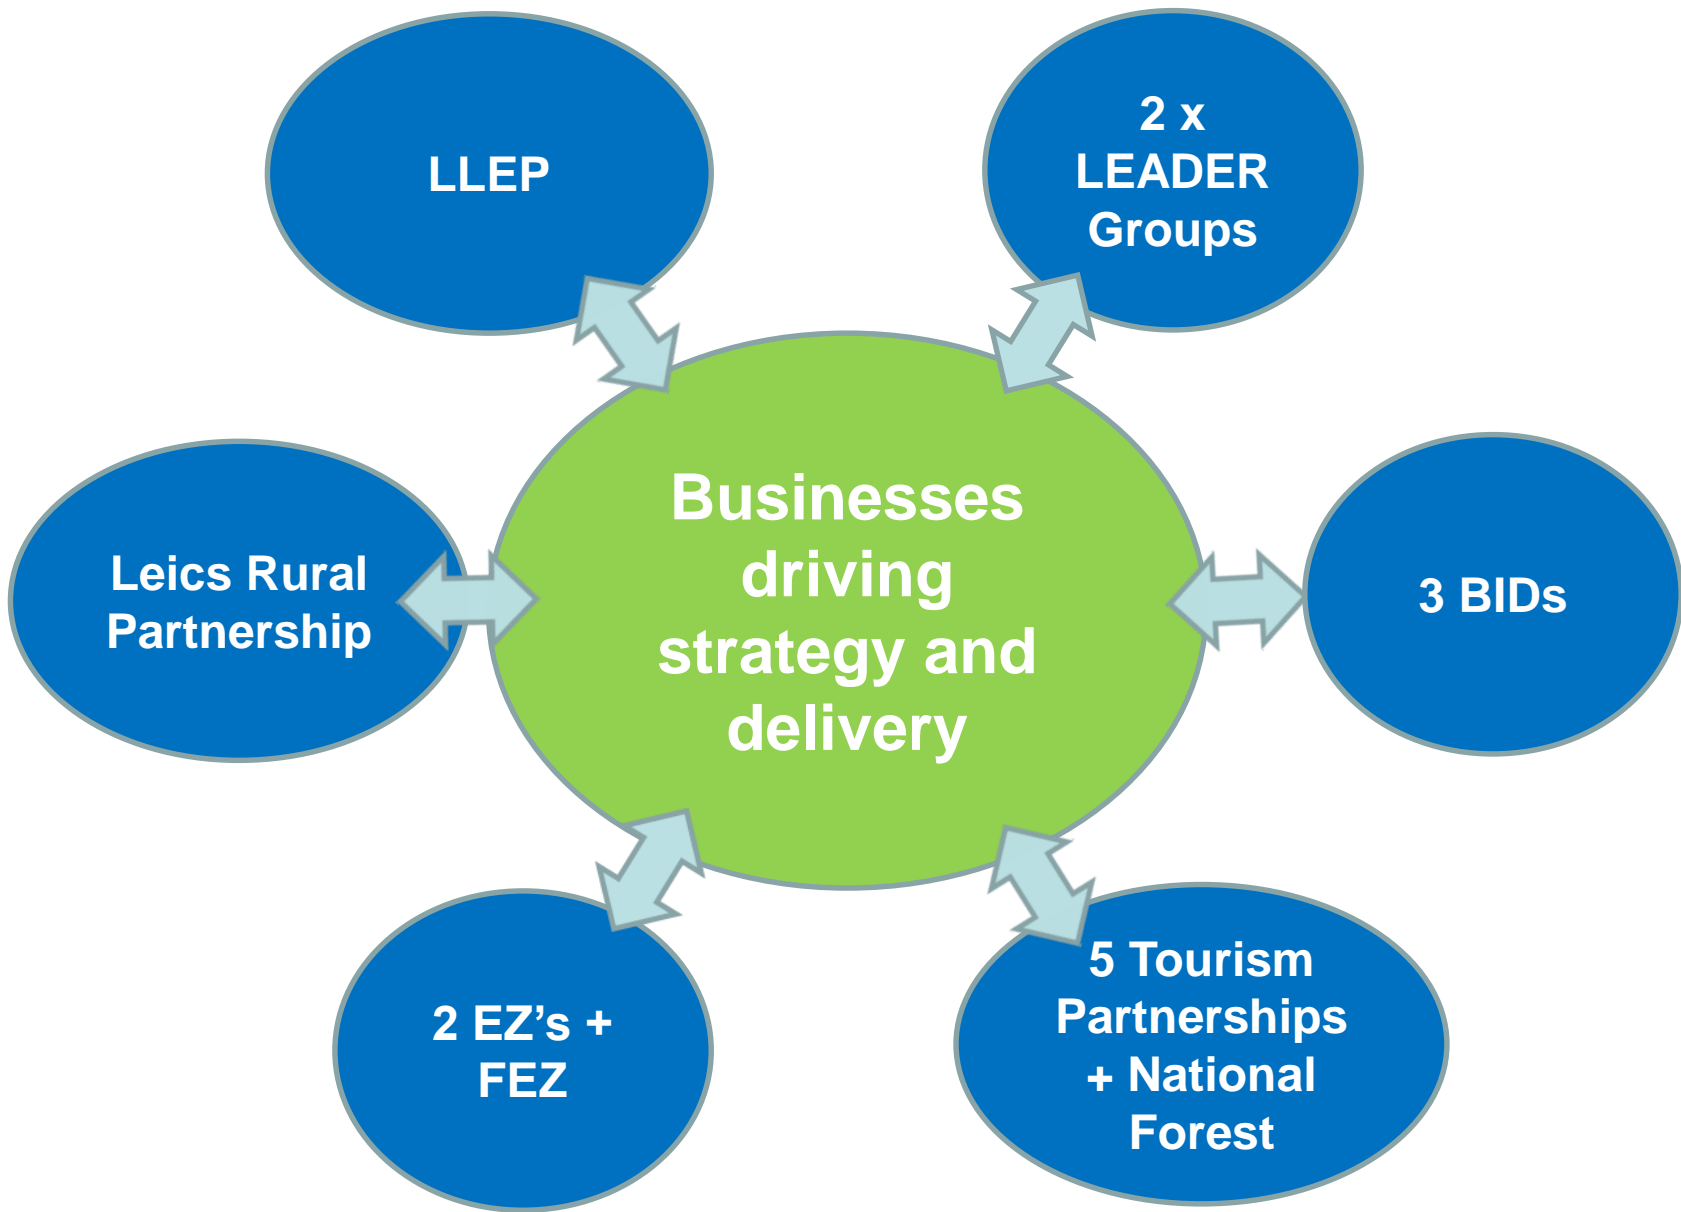 LLEP
2 x
LEADER
Groups
Businesses
driving
strategy and
delivery
Leics Rural
Partnership
3 BIDs
2 EZ’s +
FEZ
5 Tourism
Partnerships
+ National
Forest